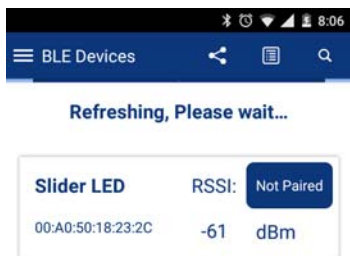 8:06
BLE Devices
Refreshing, Please wait...
Slider LED RSSI: Not Paired
00:A0:50:18:23:2C -61 dBm